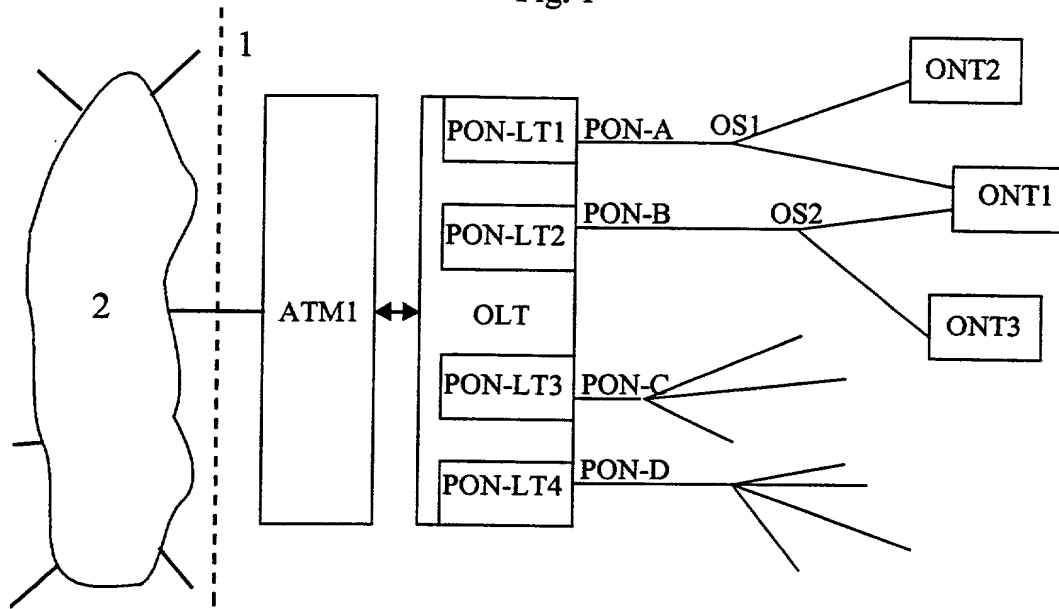 Fig. 1
1
ONT2
PON-LT1 PON-A OS1
ONT1
PON-LT2 PON-B OS2
2 ATM1 OLT
ONT3
PON-LT3 PON-C
PON-LT4 PON-D